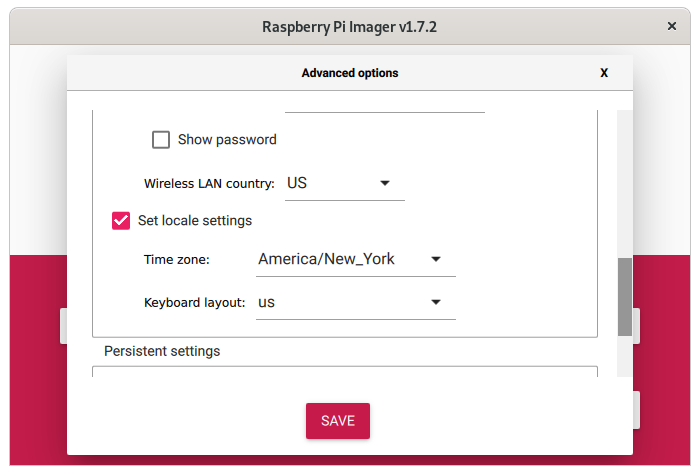 Raspberry Pi Imager v1.7.2 ×
Advanced options X
Show password
Wireless LAN country: US
Set locale settings
Time zone: America/New_York
Keyboard layout: us
Persistent settings
SAVE